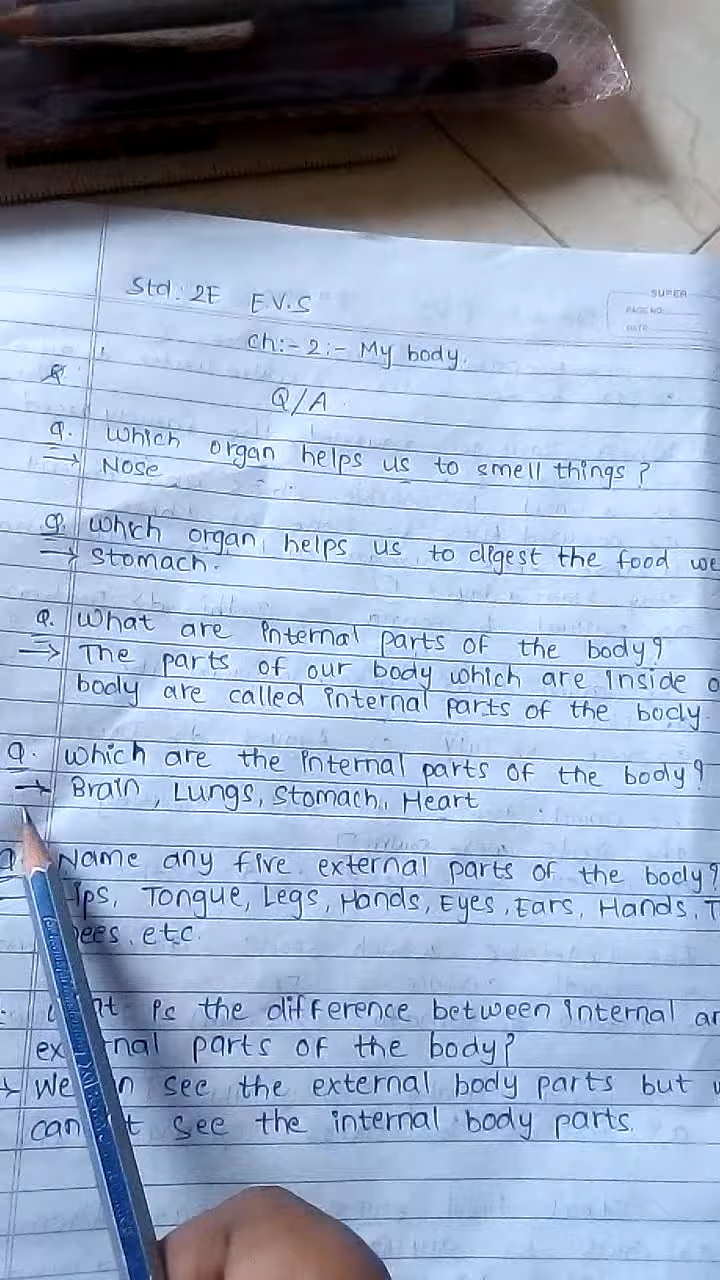 SUPER
PAGE NO.
DATE
Std: 2E E.V.S
Ch:- 2:- My body.
Q/A
Q. Which organ helps us to smell things?
→ Nose
Q. Which organ helps us to digest the food we
→ Stomach.
Q. What are internal parts of the body?
→ The parts of our body which are inside
body are called internal parts of the body.
Q. Which are the internal parts of the body?
→ Brain, Lungs, Stomach, Heart
Name any five external parts of the body?
Tongue, Legs, Hands, Eyes, Ears, Hands,
etc.
the difference between internal
parts of the body?
→ We see the external body parts but
see the internal body parts.